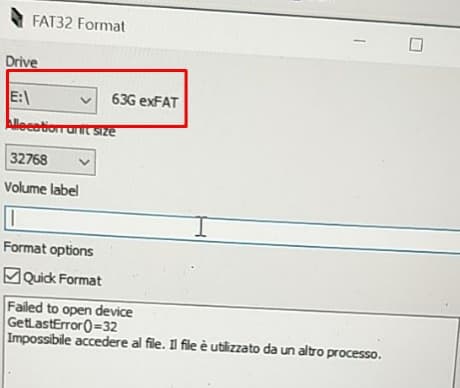 FAT32 Format
Drive
E:\ 63G exFAT
Allocation unit size
32768
Volume label
Format options
Quick Format
Failed to open device
GetLastError()=32
Impossibile accedere al file. Il file è utilizzato da un altro processo.